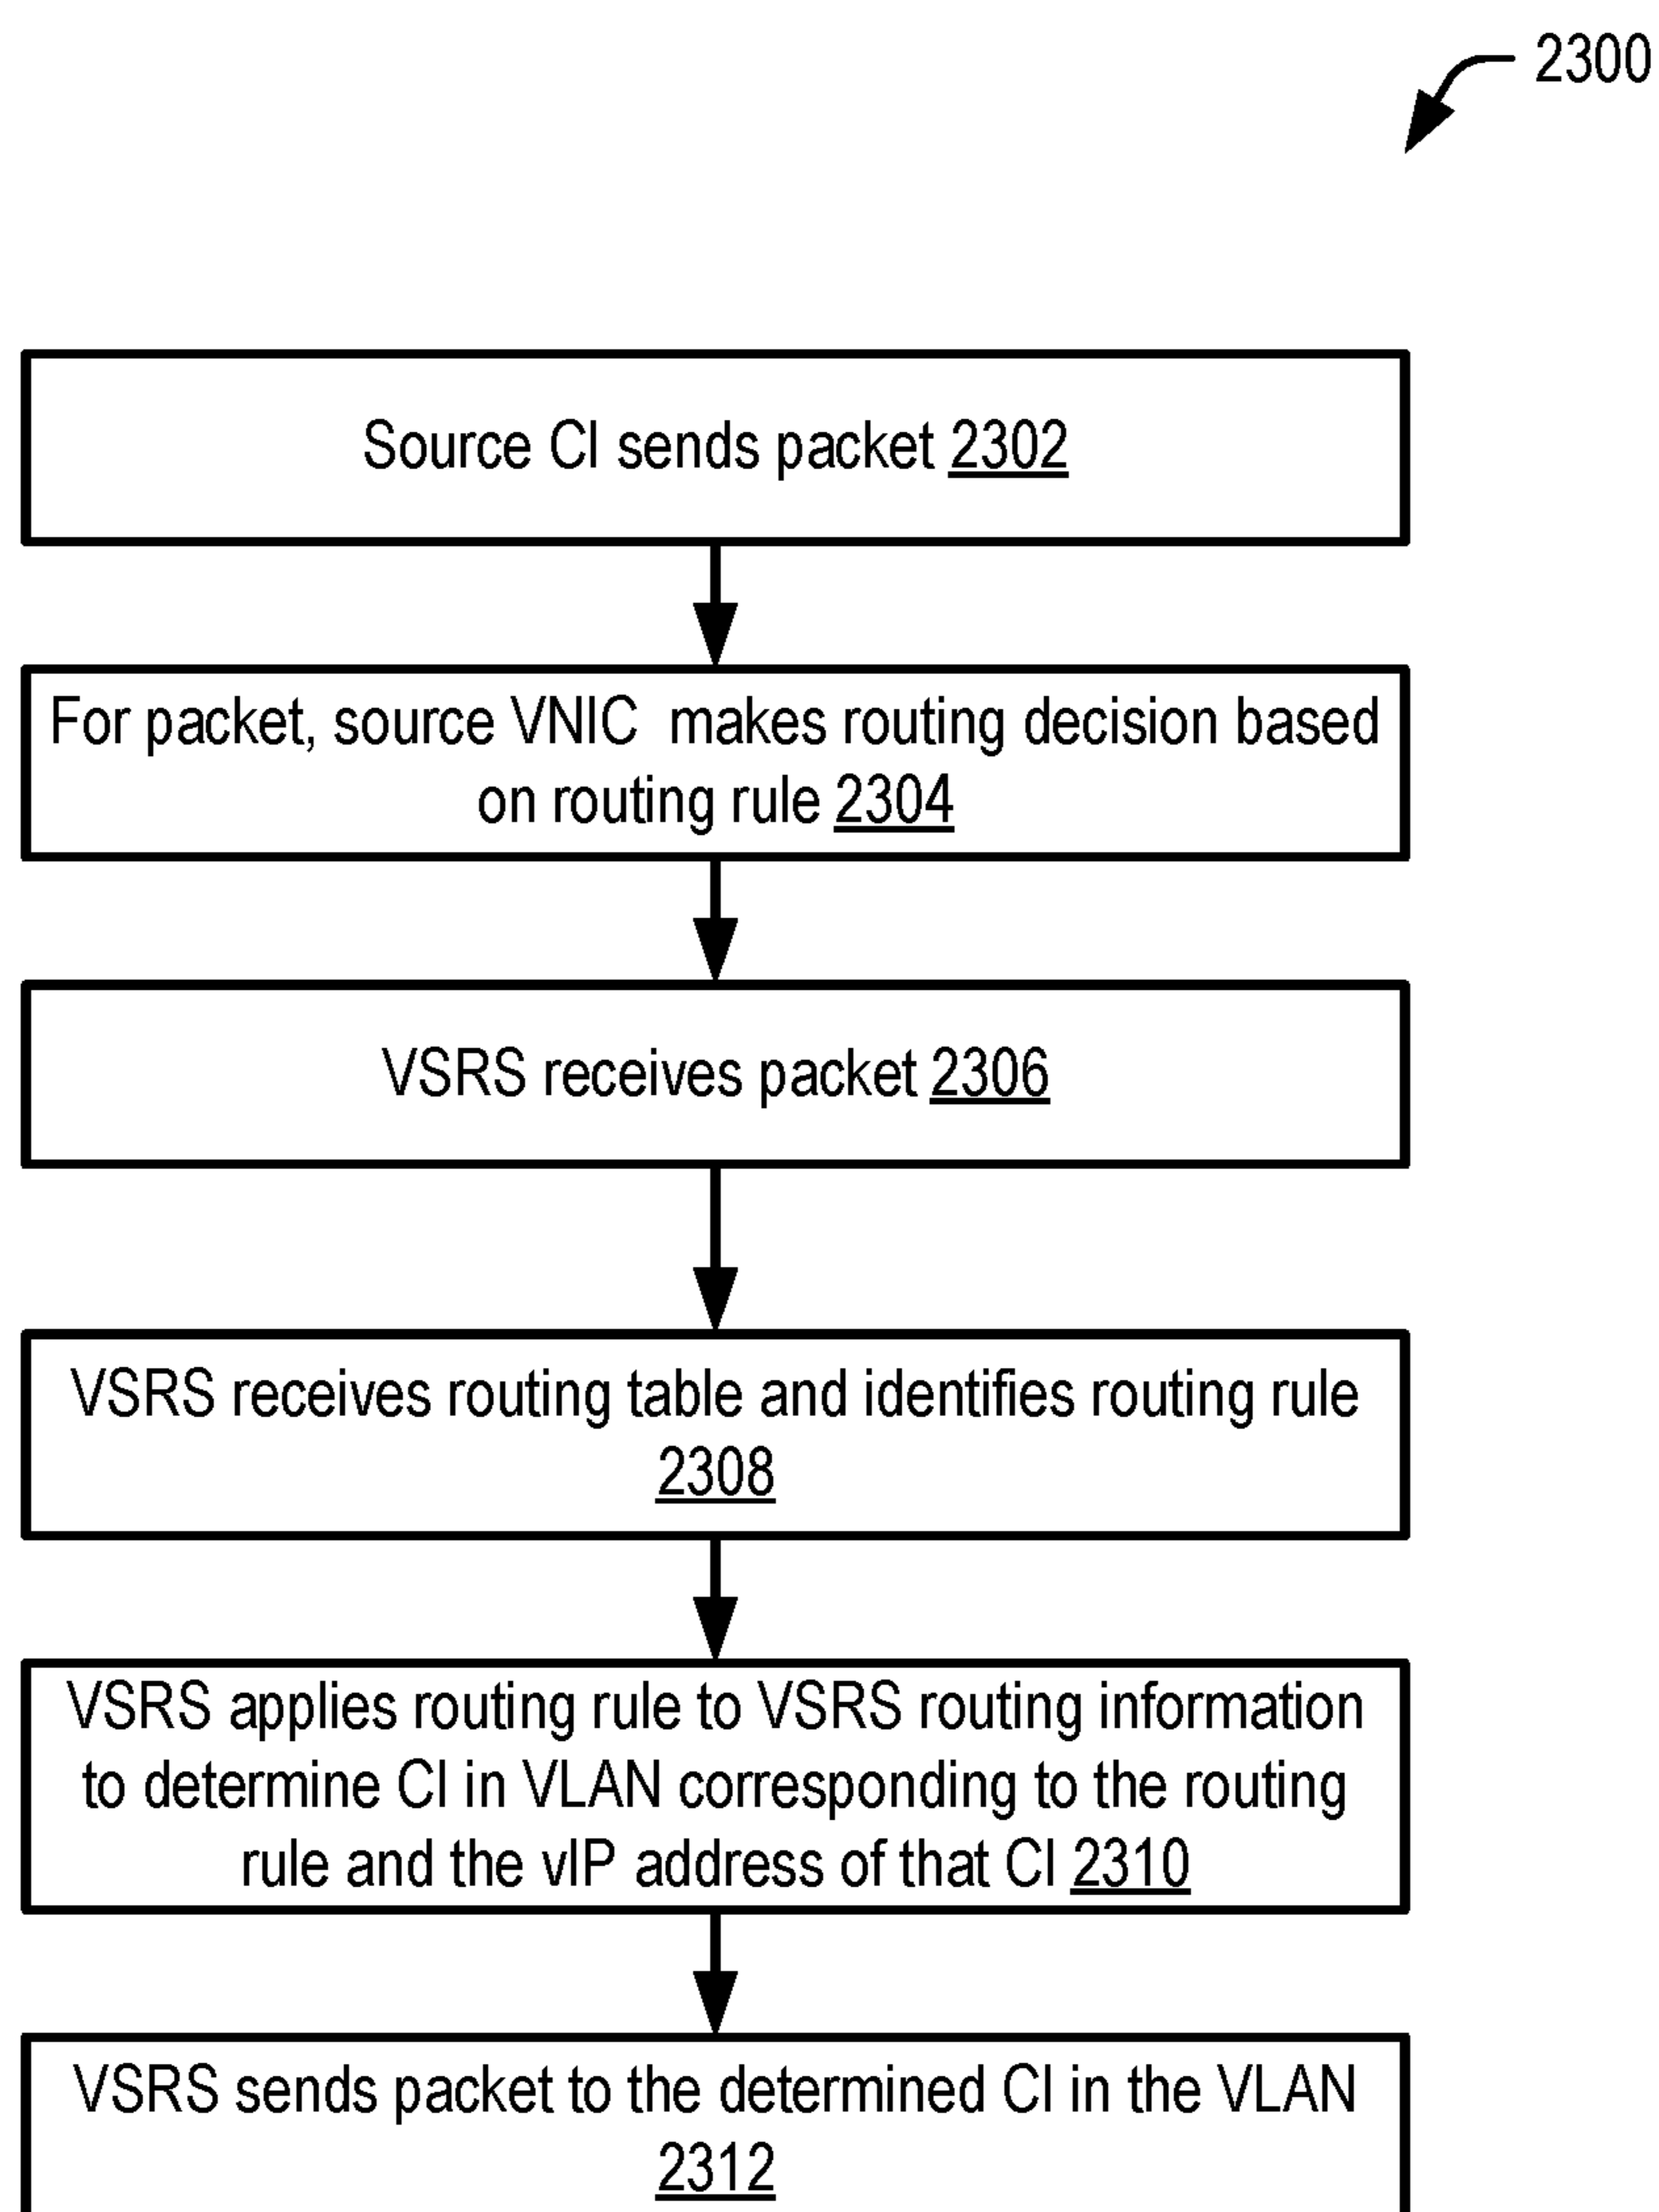 2300
Source CI sends packet 2302
For packet, source VNIC makes routing decision based
on routing rule 2304
VSRS receives packet 2306
VSRS receives routing table and identifies routing rule
2308
VSRS applies routing rule to VSRS routing information
to determine CI in VLAN corresponding to the routing
rule and the vIP address of that CI 2310
VSRS sends packet to the determined CI in the VLAN
2312